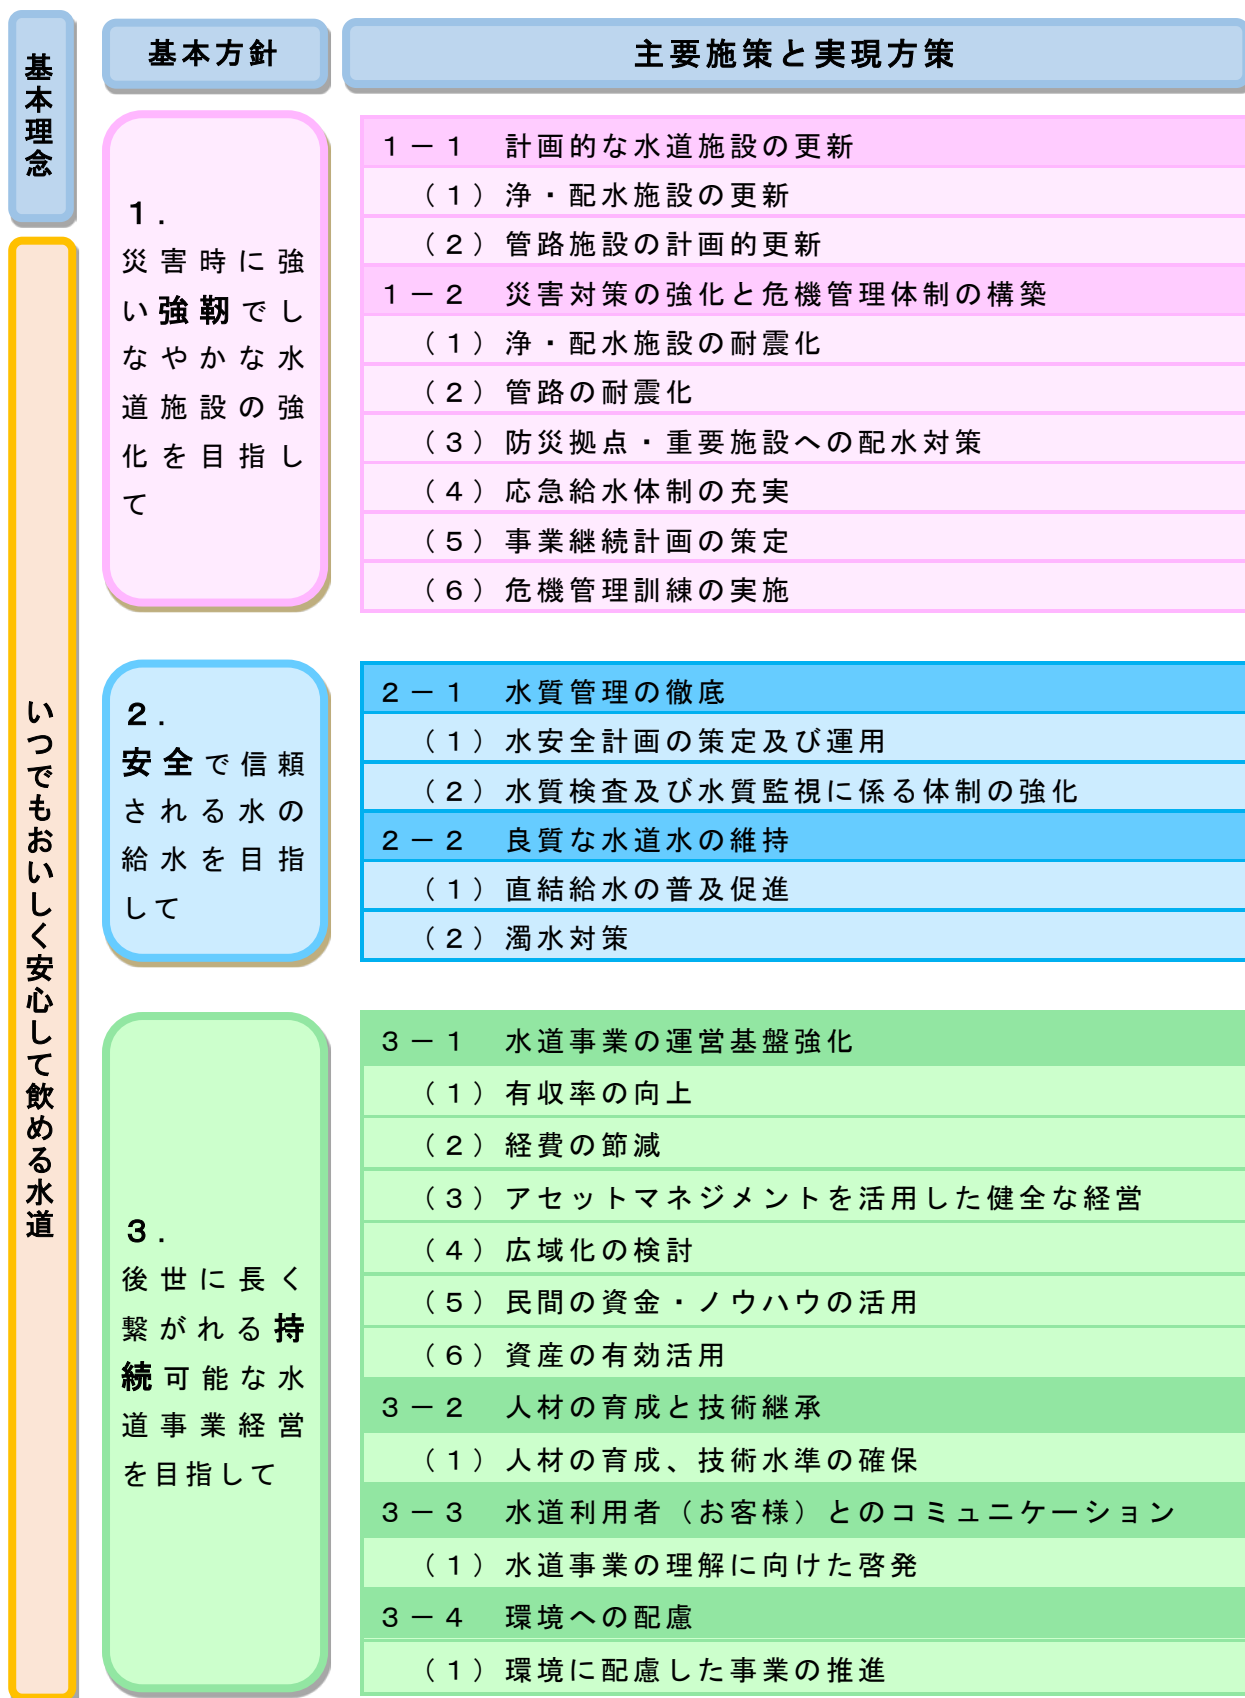 基本理念
いつでもおいしく安心して飲める水道
基本方針
主要施策と実現方策
１．
災害時に強
い強靭でし
なやかな水
道施設の強
化を目指し
て
１－１　計画的な水道施設の更新
（１）浄・配水施設の更新
（２）管路施設の計画的更新
１－２　災害対策の強化と危機管理体制の構築
（１）浄・配水施設の耐震化
（２）管路の耐震化
（３）防災拠点・重要施設への配水対策
（４）応急給水体制の充実
（５）事業継続計画の策定
（６）危機管理訓練の実施
２．
安全で信頼
される水の
給水を目指
して
２－１　水質管理の徹底
（１）水安全計画の策定及び運用
（２）水質検査及び水質監視に係る体制の強化
２－２　良質な水道水の維持
（１）直結給水の普及促進
（２）濁水対策
３．
後世に長く
繋がれる持
続可能な水
道事業経営
を目指して
３－１　水道事業の運営基盤強化
（１）有収率の向上
（２）経費の節減
（３）アセットマネジメントを活用した健全な経営
（４）広域化の検討
（５）民間の資金・ノウハウの活用
（６）資産の有効活用
３－２　人材の育成と技術継承
（１）人材の育成、技術水準の確保
３－３　水道利用者（お客様）とのコミュニケーション
（１）水道事業の理解に向けた啓発
３－４　環境への配慮
（１）環境に配慮した事業の推進